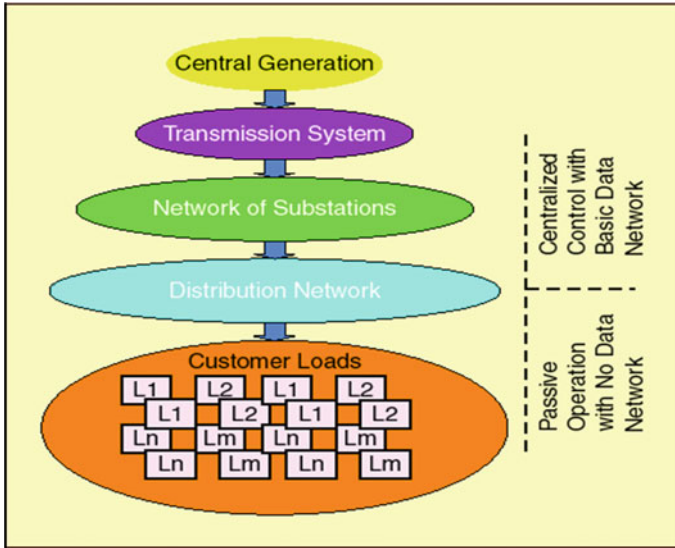 Central Generation
Transmission System
Network of Substations
Distribution Network
Customer Loads
L1 L2 L1 L2
L1 L2 L1 L2
Ln Lm Ln Lm
Ln Lm Ln Lm
Centralized
Control with
Basic Data
Network
Passive
Operation
with No Data
Network